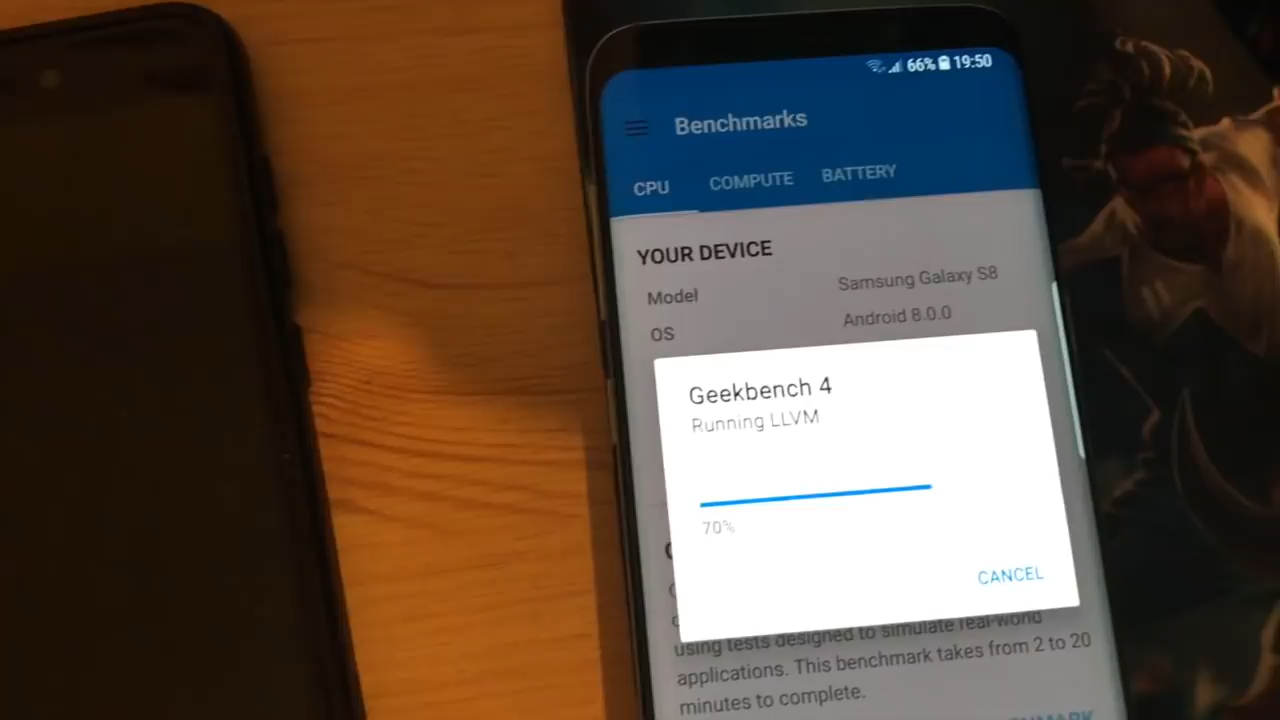 66% 19:50
Benchmarks
CPU COMPUTE BATTERY
YOUR DEVICE
Model Samsung Galaxy S8
OS Android 8.0.0
Geekbench 4
Running LLVM
70%
CANCEL
using tests designed to simulate real-world
applications. This benchmark takes from 2 to 20
minutes to complete.